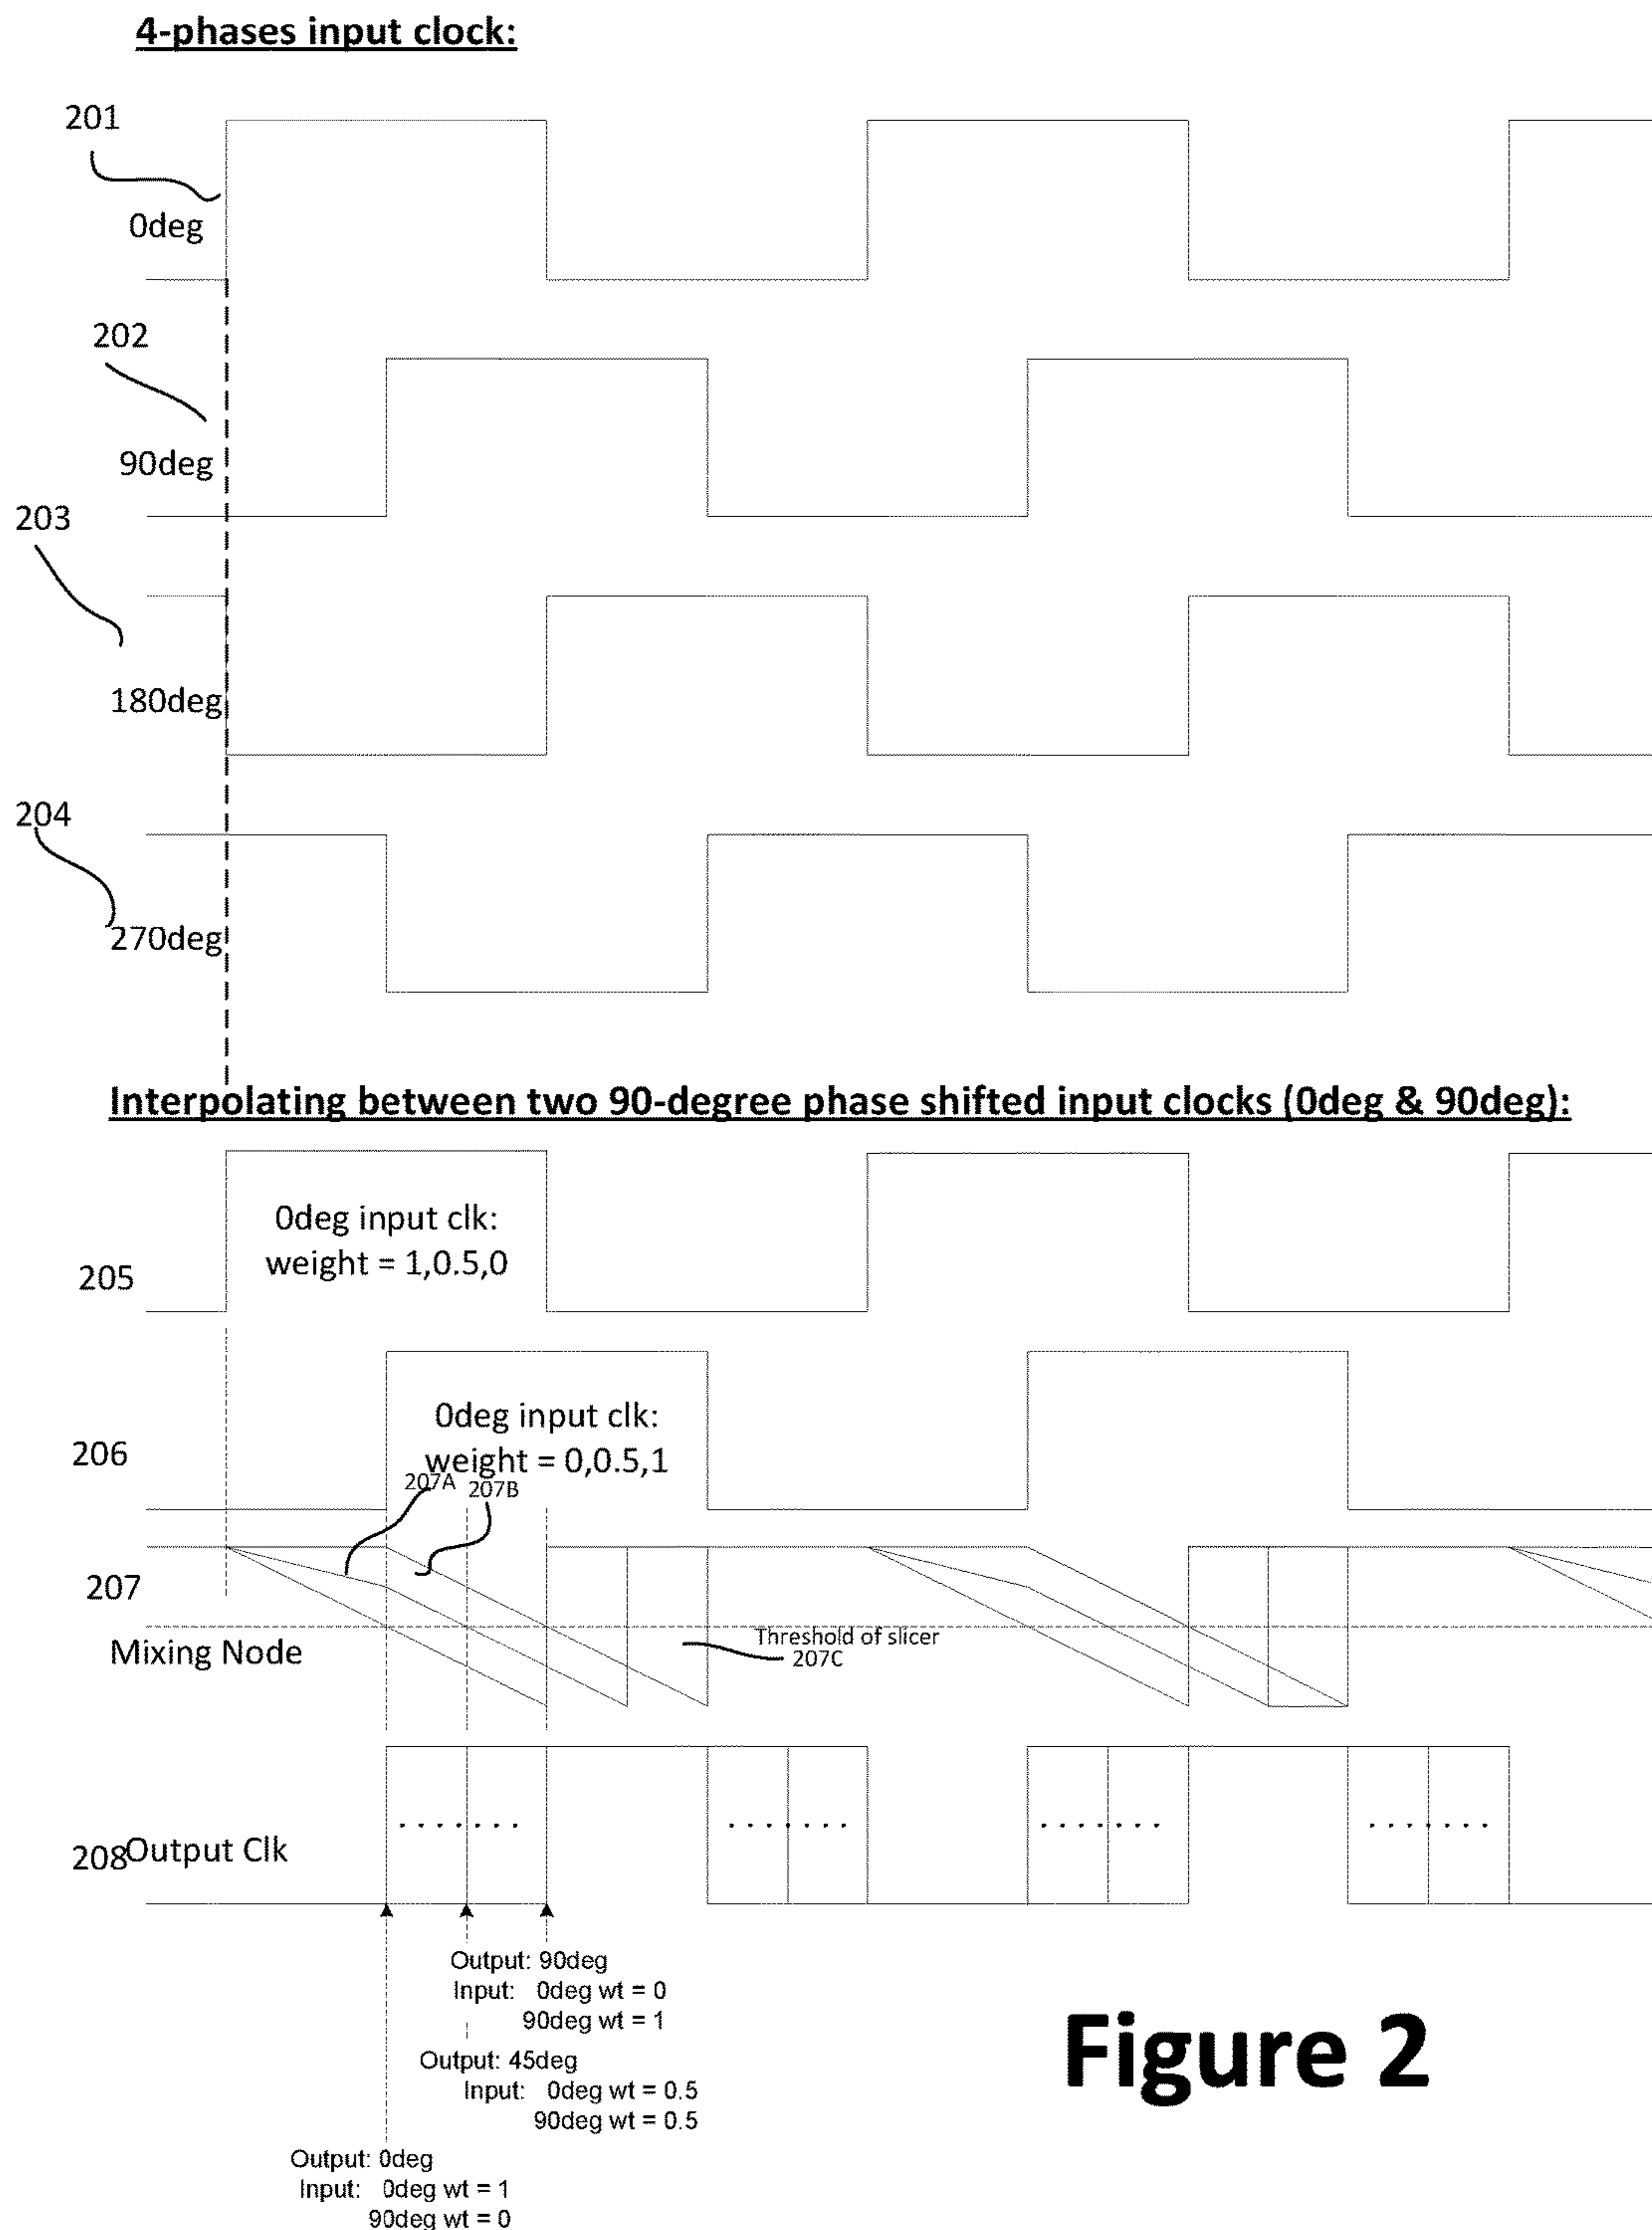 4-phases input clock:
201
0deg
202
90deg
203
180deg
204
270deg
Interpolating between two 90-degree phase shifted input clocks (0deg & 90deg):
0deg input clk:
weight = 1,0.5,0
205
0deg input clk:
weight = 0,0.5,1
206
207A
207B
207
Mixing Node
Threshold of slicer
207C
208
Output Clk
Output: 90deg
Input: 0deg wt = 0
90deg wt = 1
Output: 45deg
Input: 0deg wt = 0.5
90deg wt = 0.5
Output: 0deg
Input: 0deg wt = 1
90deg wt = 0
Figure 2